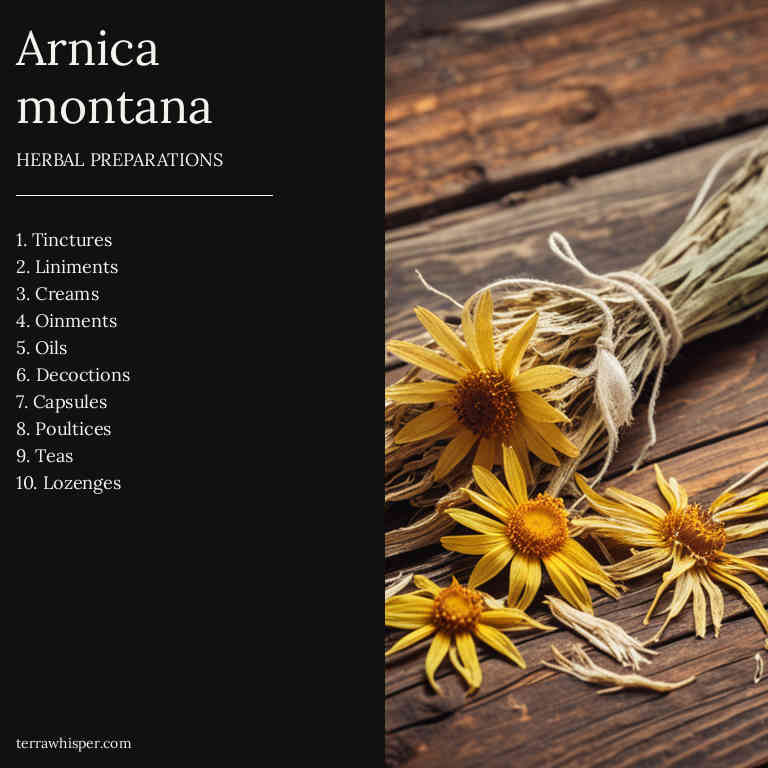 Arnica
montana
HERBAL PREPARATIONS
1. Tinctures
2. Liniments
3. Creams
4. Oinments
5. Oils
6. Decoctions
7. Capsules
8. Poultices
9. Teas
10. Lozenges
terrawhisper.com